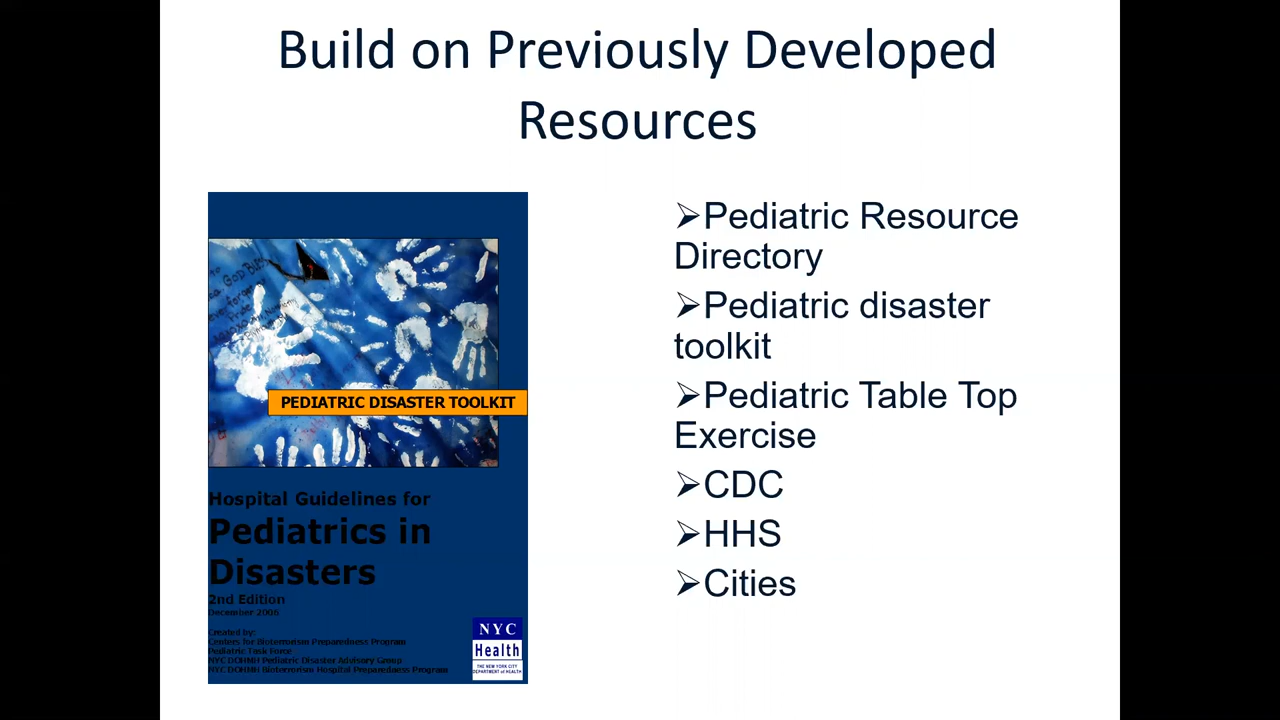 Build on Previously Developed
Resources
➢Pediatric Resource
Directory
➢Pediatric disaster
toolkit
➢Pediatric Table Top
Exercise
➢CDC
➢HHS
➢Cities
GOD
PEDIATRIC DISASTER TOOLKIT
Hospital Guidelines for
Pediatrics in
Disasters
2nd Edition
December 2006
Created by:
Centers for Bioterrorism Preparedness Program
Pediatric Task Force
NYC DOHMH Pediatric Disaster Advisory Group
NYC DOHMH Bioterrorism Hospital Preparedness Program
NYC
Health
THE NEW YORK CITY
DEPARTMENT of HEALTH